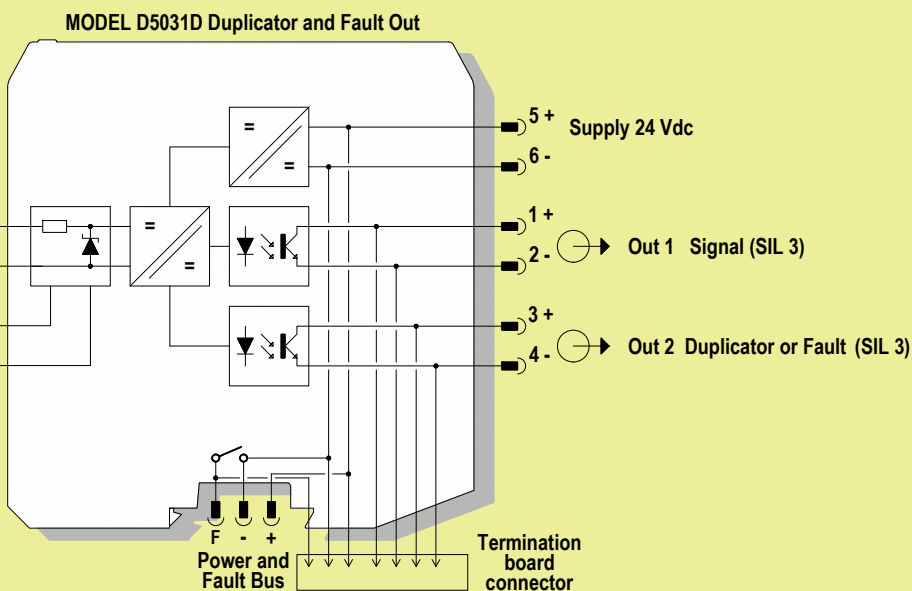 MODEL D5031D Duplicator and Fault Out
5 +
Supply 24 Vdc
6 -
=
=
1 +
=
2 -
Out 1 Signal (SIL 3)
=
3 +
4 -
Out 2 Duplicator or Fault (SIL 3)
F - +
Power and
Fault Bus
Termination
board
connector